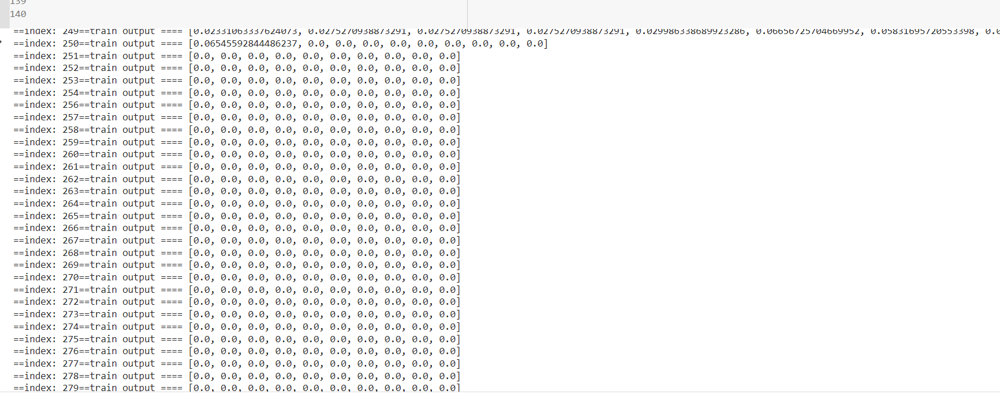 139
140
==index: 249==train output ==== [0.02331063337624073, 0.0275270938873291, 0.0275270938873291, 0.0275270938873291, 0.029986338689923286, 0.06656725704669952, 0.05831695720553398, 0.0
==index: 250==train output ==== [0.06545592844486237, 0.0, 0.0, 0.0, 0.0, 0.0, 0.0, 0.0, 0.0, 0.0]
==index: 251==train output ==== [0.0, 0.0, 0.0, 0.0, 0.0, 0.0, 0.0, 0.0, 0.0, 0.0]
==index: 252==train output ==== [0.0, 0.0, 0.0, 0.0, 0.0, 0.0, 0.0, 0.0, 0.0, 0.0]
==index: 253==train output ==== [0.0, 0.0, 0.0, 0.0, 0.0, 0.0, 0.0, 0.0, 0.0, 0.0]
==index: 254==train output ==== [0.0, 0.0, 0.0, 0.0, 0.0, 0.0, 0.0, 0.0, 0.0, 0.0]
==index: 256==train output ==== [0.0, 0.0, 0.0, 0.0, 0.0, 0.0, 0.0, 0.0, 0.0, 0.0]
==index: 257==train output ==== [0.0, 0.0, 0.0, 0.0, 0.0, 0.0, 0.0, 0.0, 0.0, 0.0]
==index: 258==train output ==== [0.0, 0.0, 0.0, 0.0, 0.0, 0.0, 0.0, 0.0, 0.0, 0.0]
==index: 259==train output ==== [0.0, 0.0, 0.0, 0.0, 0.0, 0.0, 0.0, 0.0, 0.0, 0.0]
==index: 260==train output ==== [0.0, 0.0, 0.0, 0.0, 0.0, 0.0, 0.0, 0.0, 0.0, 0.0]
==index: 261==train output ==== [0.0, 0.0, 0.0, 0.0, 0.0, 0.0, 0.0, 0.0, 0.0, 0.0]
==index: 262==train output ==== [0.0, 0.0, 0.0, 0.0, 0.0, 0.0, 0.0, 0.0, 0.0, 0.0]
==index: 263==train output ==== [0.0, 0.0, 0.0, 0.0, 0.0, 0.0, 0.0, 0.0, 0.0, 0.0]
==index: 264==train output ==== [0.0, 0.0, 0.0, 0.0, 0.0, 0.0, 0.0, 0.0, 0.0, 0.0]
==index: 265==train output ==== [0.0, 0.0, 0.0, 0.0, 0.0, 0.0, 0.0, 0.0, 0.0, 0.0]
==index: 266==train output ==== [0.0, 0.0, 0.0, 0.0, 0.0, 0.0, 0.0, 0.0, 0.0, 0.0]
==index: 267==train output ==== [0.0, 0.0, 0.0, 0.0, 0.0, 0.0, 0.0, 0.0, 0.0, 0.0]
==index: 268==train output ==== [0.0, 0.0, 0.0, 0.0, 0.0, 0.0, 0.0, 0.0, 0.0, 0.0]
==index: 269==train output ==== [0.0, 0.0, 0.0, 0.0, 0.0, 0.0, 0.0, 0.0, 0.0, 0.0]
==index: 270==train output ==== [0.0, 0.0, 0.0, 0.0, 0.0, 0.0, 0.0, 0.0, 0.0, 0.0]
==index: 271==train output ==== [0.0, 0.0, 0.0, 0.0, 0.0, 0.0, 0.0, 0.0, 0.0, 0.0]
==index: 272==train output ==== [0.0, 0.0, 0.0, 0.0, 0.0, 0.0, 0.0, 0.0, 0.0, 0.0]
==index: 273==train output ==== [0.0, 0.0, 0.0, 0.0, 0.0, 0.0, 0.0, 0.0, 0.0, 0.0]
==index: 274==train output ==== [0.0, 0.0, 0.0, 0.0, 0.0, 0.0, 0.0, 0.0, 0.0, 0.0]
==index: 275==train output ==== [0.0, 0.0, 0.0, 0.0, 0.0, 0.0, 0.0, 0.0, 0.0, 0.0]
==index: 276==train output ==== [0.0, 0.0, 0.0, 0.0, 0.0, 0.0, 0.0, 0.0, 0.0, 0.0]
==index: 277==train output ==== [0.0, 0.0, 0.0, 0.0, 0.0, 0.0, 0.0, 0.0, 0.0, 0.0]
==index: 278==train output ==== [0.0, 0.0, 0.0, 0.0, 0.0, 0.0, 0.0, 0.0, 0.0, 0.0]
==index: 279==train output ==== [0.0, 0.0, 0.0, 0.0, 0.0, 0.0, 0.0, 0.0, 0.0, 0.0]